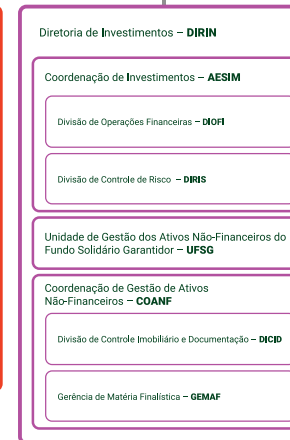 Diretoria de Investimentos – DIRIN
Coordenação de Investimentos – AESIM
Divisão de Operações Financeiras – DIOFI
Divisão de Controle de Risco – DIRIS
Unidade de Gestão dos Ativos Não-Financeiros do
Fundo Solidário Garantidor – UFSG
Coordenação de Gestão de Ativos
Não-Financeiros – COANF
Divisão de Controle Imobiliário e Documentação – DICID
Gerência de Matéria Finalística – GEMAF